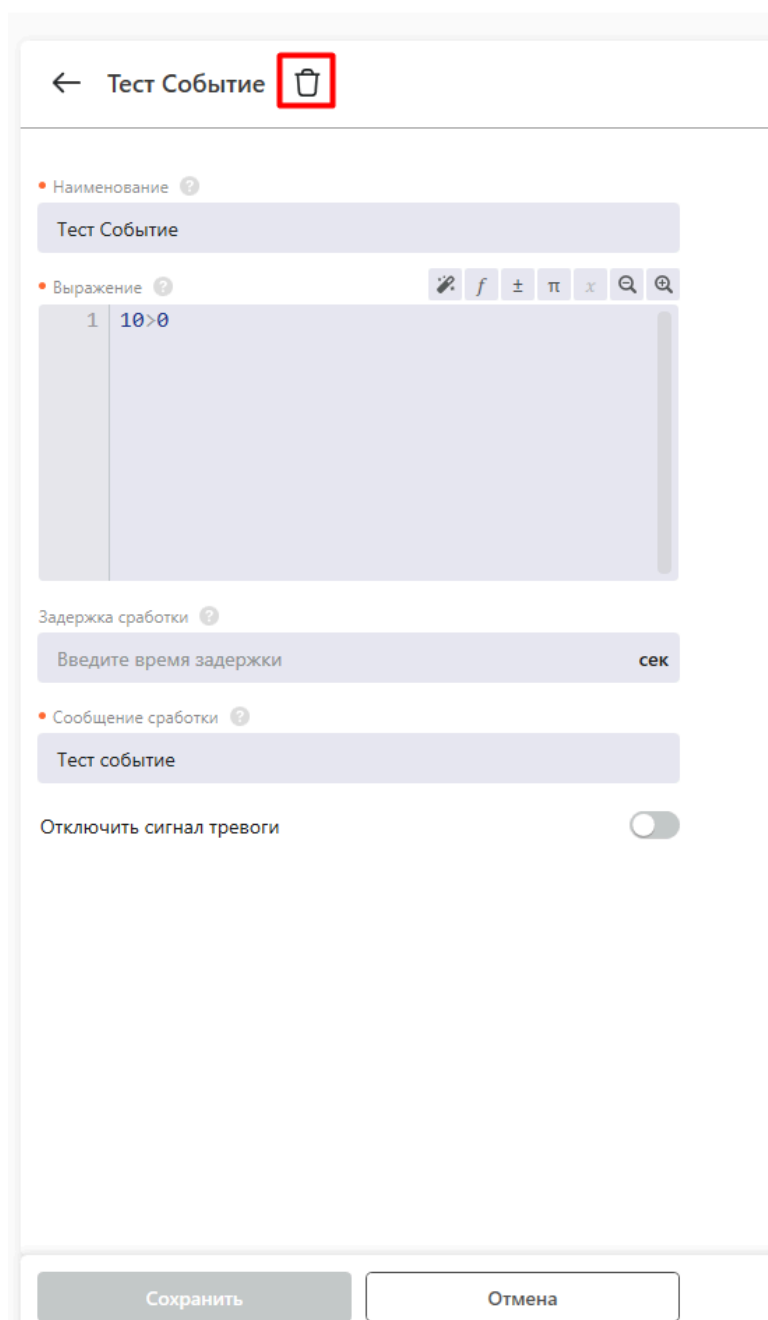 Тест Событие
Наименование ?
Тест Событие
Выражение ? f ± π x
1 10>0
Задержка сработки ?
Введите время задержки сек
Сообщение сработки ?
Тест событие
Отключить сигнал тревоги
Сохранить Отмена